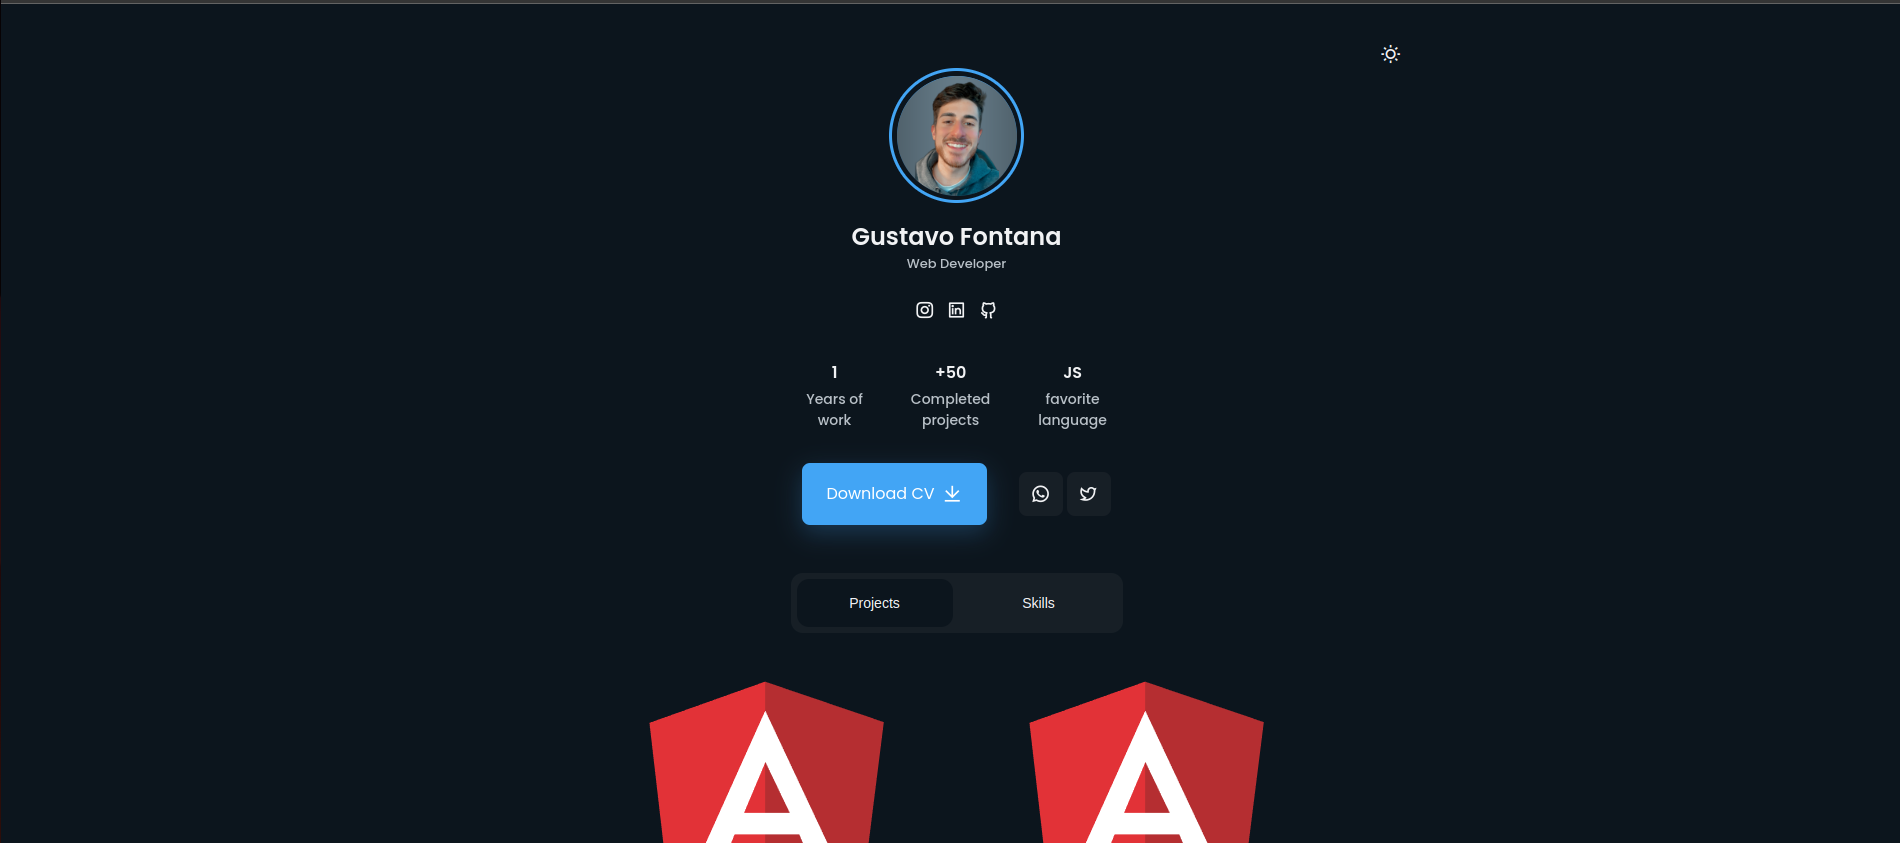 Gustavo Fontana
Web Developer
1
Years of
work
+50
Completed
projects
JS
favorite
language
Download CV
Projects
Skills